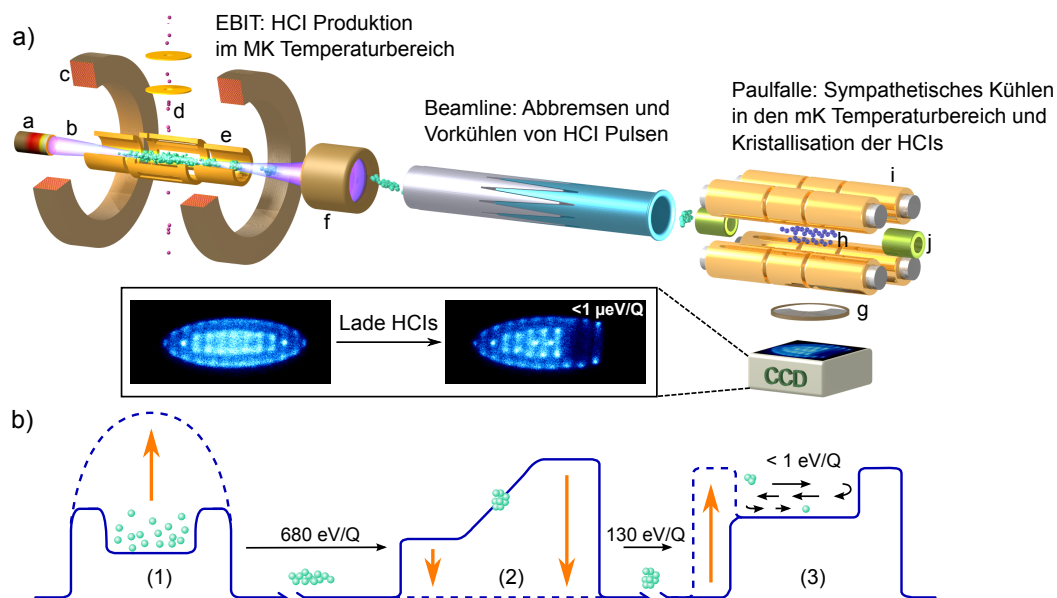 a)
EBIT: HCI Produktion
im MK Temperaturbereich
Beamline: Abbremsen und
Vorkühlen von HCI Pulsen
Paulfalle: Sympathetisches Kühlen
in den mK Temperaturbereich und
Kristallisation der HCIs
a
b
c
d
e
f
i
h
j
g
Lade HCIs
<1 µeV/Q
CCD
b)
680 eV/Q
130 eV/Q
< 1 eV/Q
(1)
(2)
(3)